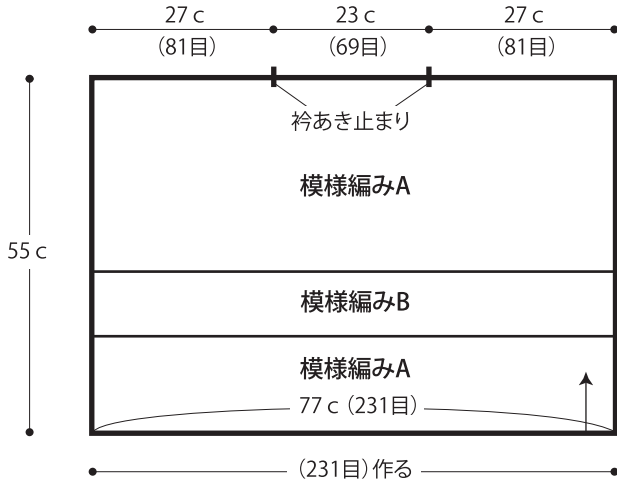 27 c 23 c 27 c
（81目） （69目） （81目）
衿あき止まり
模様編みA
55 c
模様編みB
模様編みA
77 c（231目）
（231目）作る